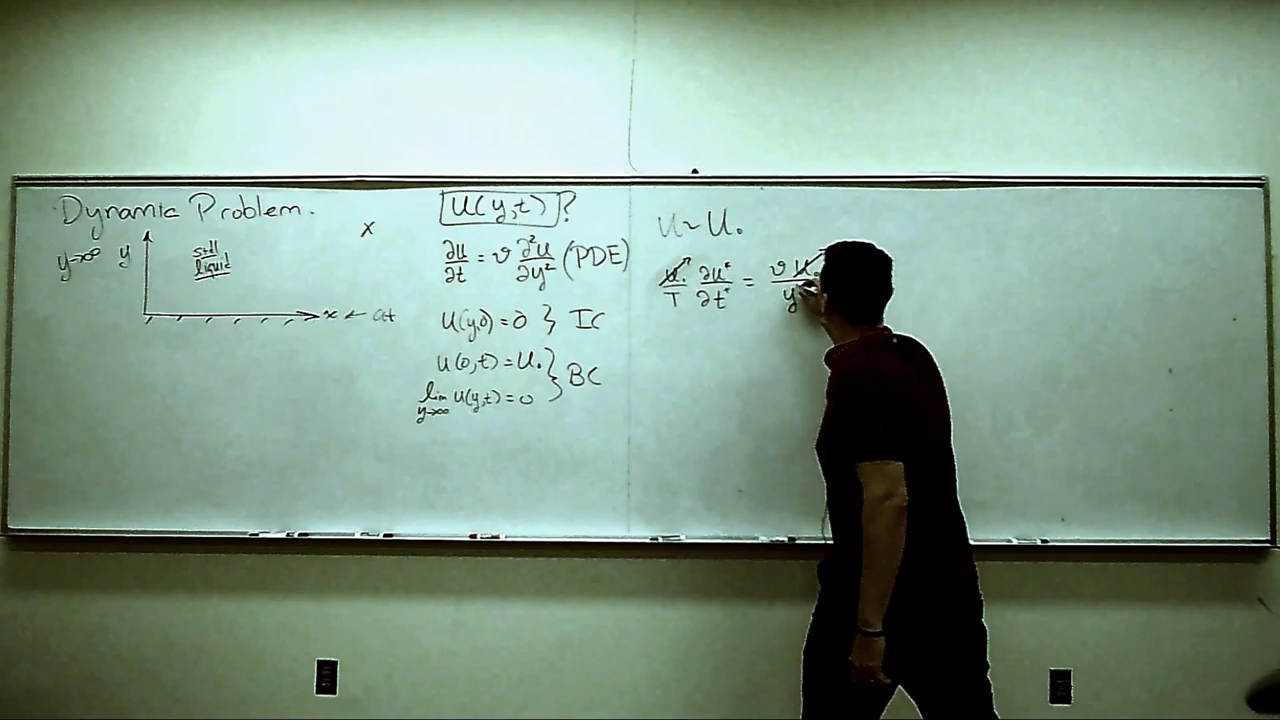 Dynamic Problem.
y→∞ y
still
liquid
x ← at
x
U(y,t) ?
∂u/∂t = ν ∂²u/∂y² (PDE)
u(y,0) = 0 } IC
u(0,t) = U₀ } BC
lim y→∞ u(y,t) = 0
U ~ U₀
U₀/T ∂u*/∂t* = ν U₀/y